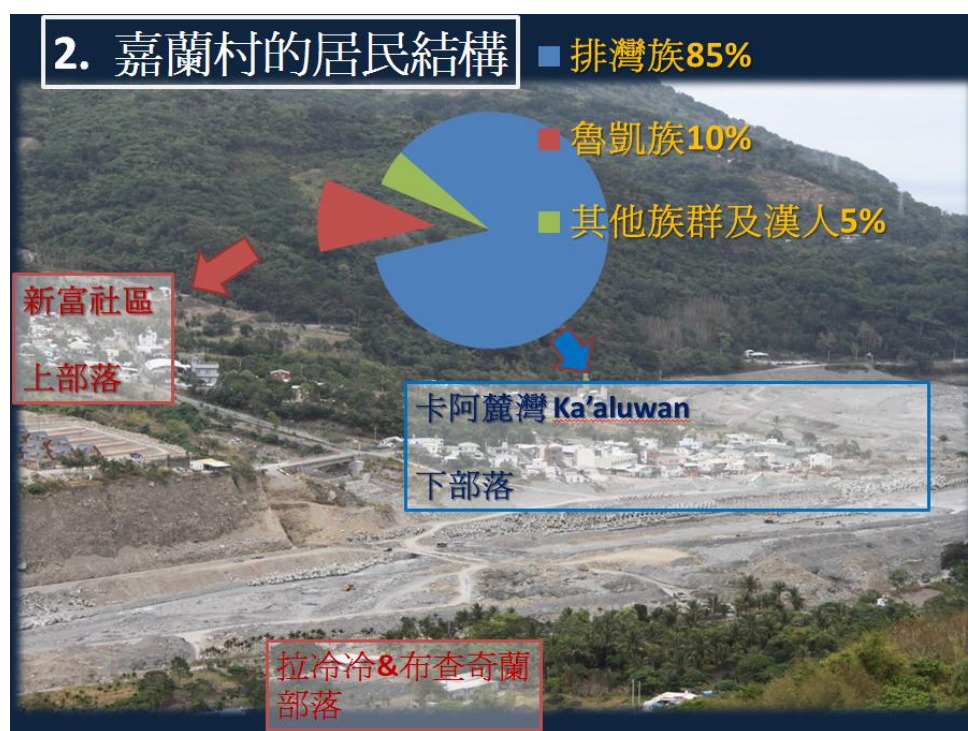 2. 嘉蘭村的居民結構
排灣族85%
魯凱族10%
其他族群及漢人5%
新富社區
上部落
卡阿麓灣 Ka'aluwan
下部落
拉冷冷&布查奇蘭
部落